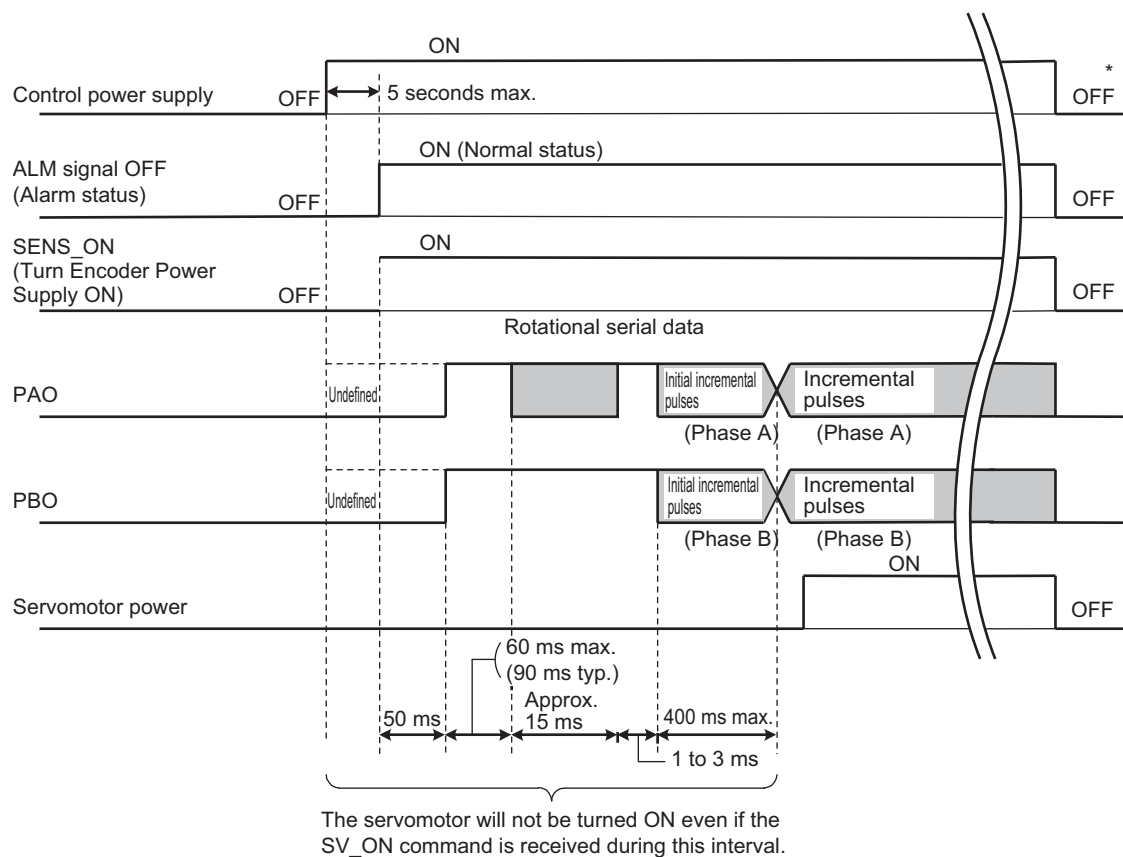 ON
*
Control power supply OFF 5 seconds max. OFF
ON (Normal status)
ALM signal OFF
(Alarm status)
OFF OFF
SENS_ON
(Turn Encoder Power
Supply ON)
ON
OFF OFF
Rotational serial data
PAO
Undefined
Initial incremental
pulses
Incremental
pulses
(Phase A) (Phase A)
PBO
Undefined
Initial incremental
pulses
Incremental
pulses
(Phase B) (Phase B)
ON
Servomotor power OFF
60 ms max.
(90 ms typ.)
Approx.
50 ms 15 ms 400 ms max.
1 to 3 ms
The servomotor will not be turned ON even if the
SV_ON command is received during this interval.